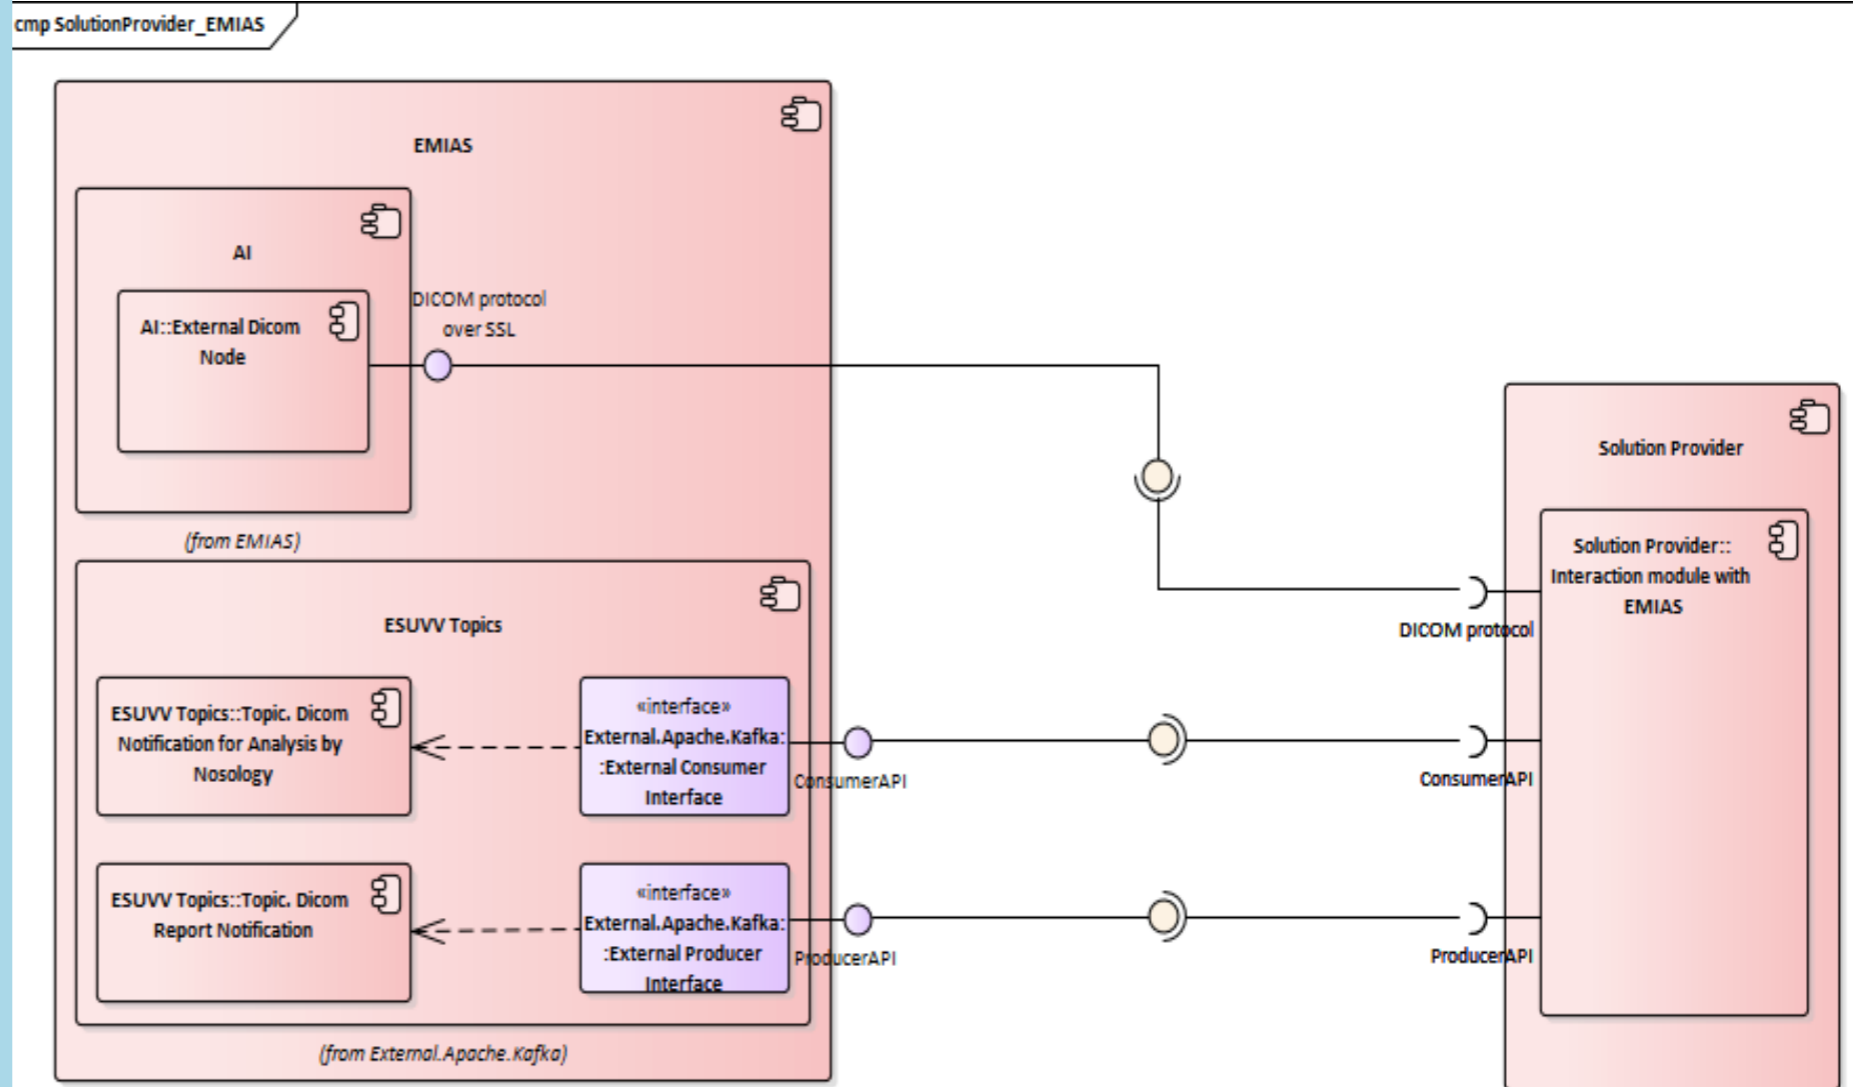 cmp SolutionProvider_EMIAS
EMIAS
AI
AI::External Dicom
Node
DICOM protocol
over SSL
(from EMIAS)
ESUVV Topics
ESUVV Topics::Topic. Dicom
Notification for Analysis by
Nosology
«interface»
External.Apache.Kafka:
:External Consumer
Interface
ConsumerAPI
ESUVV Topics::Topic. Dicom
Report Notification
«interface»
External.Apache.Kafka:
:External Producer
Interface
ProducerAPI
(from External.Apache.Kafka)
Solution Provider
Solution Provider::
Interaction module with
EMIAS
DICOM protocol
ConsumerAPI
ProducerAPI